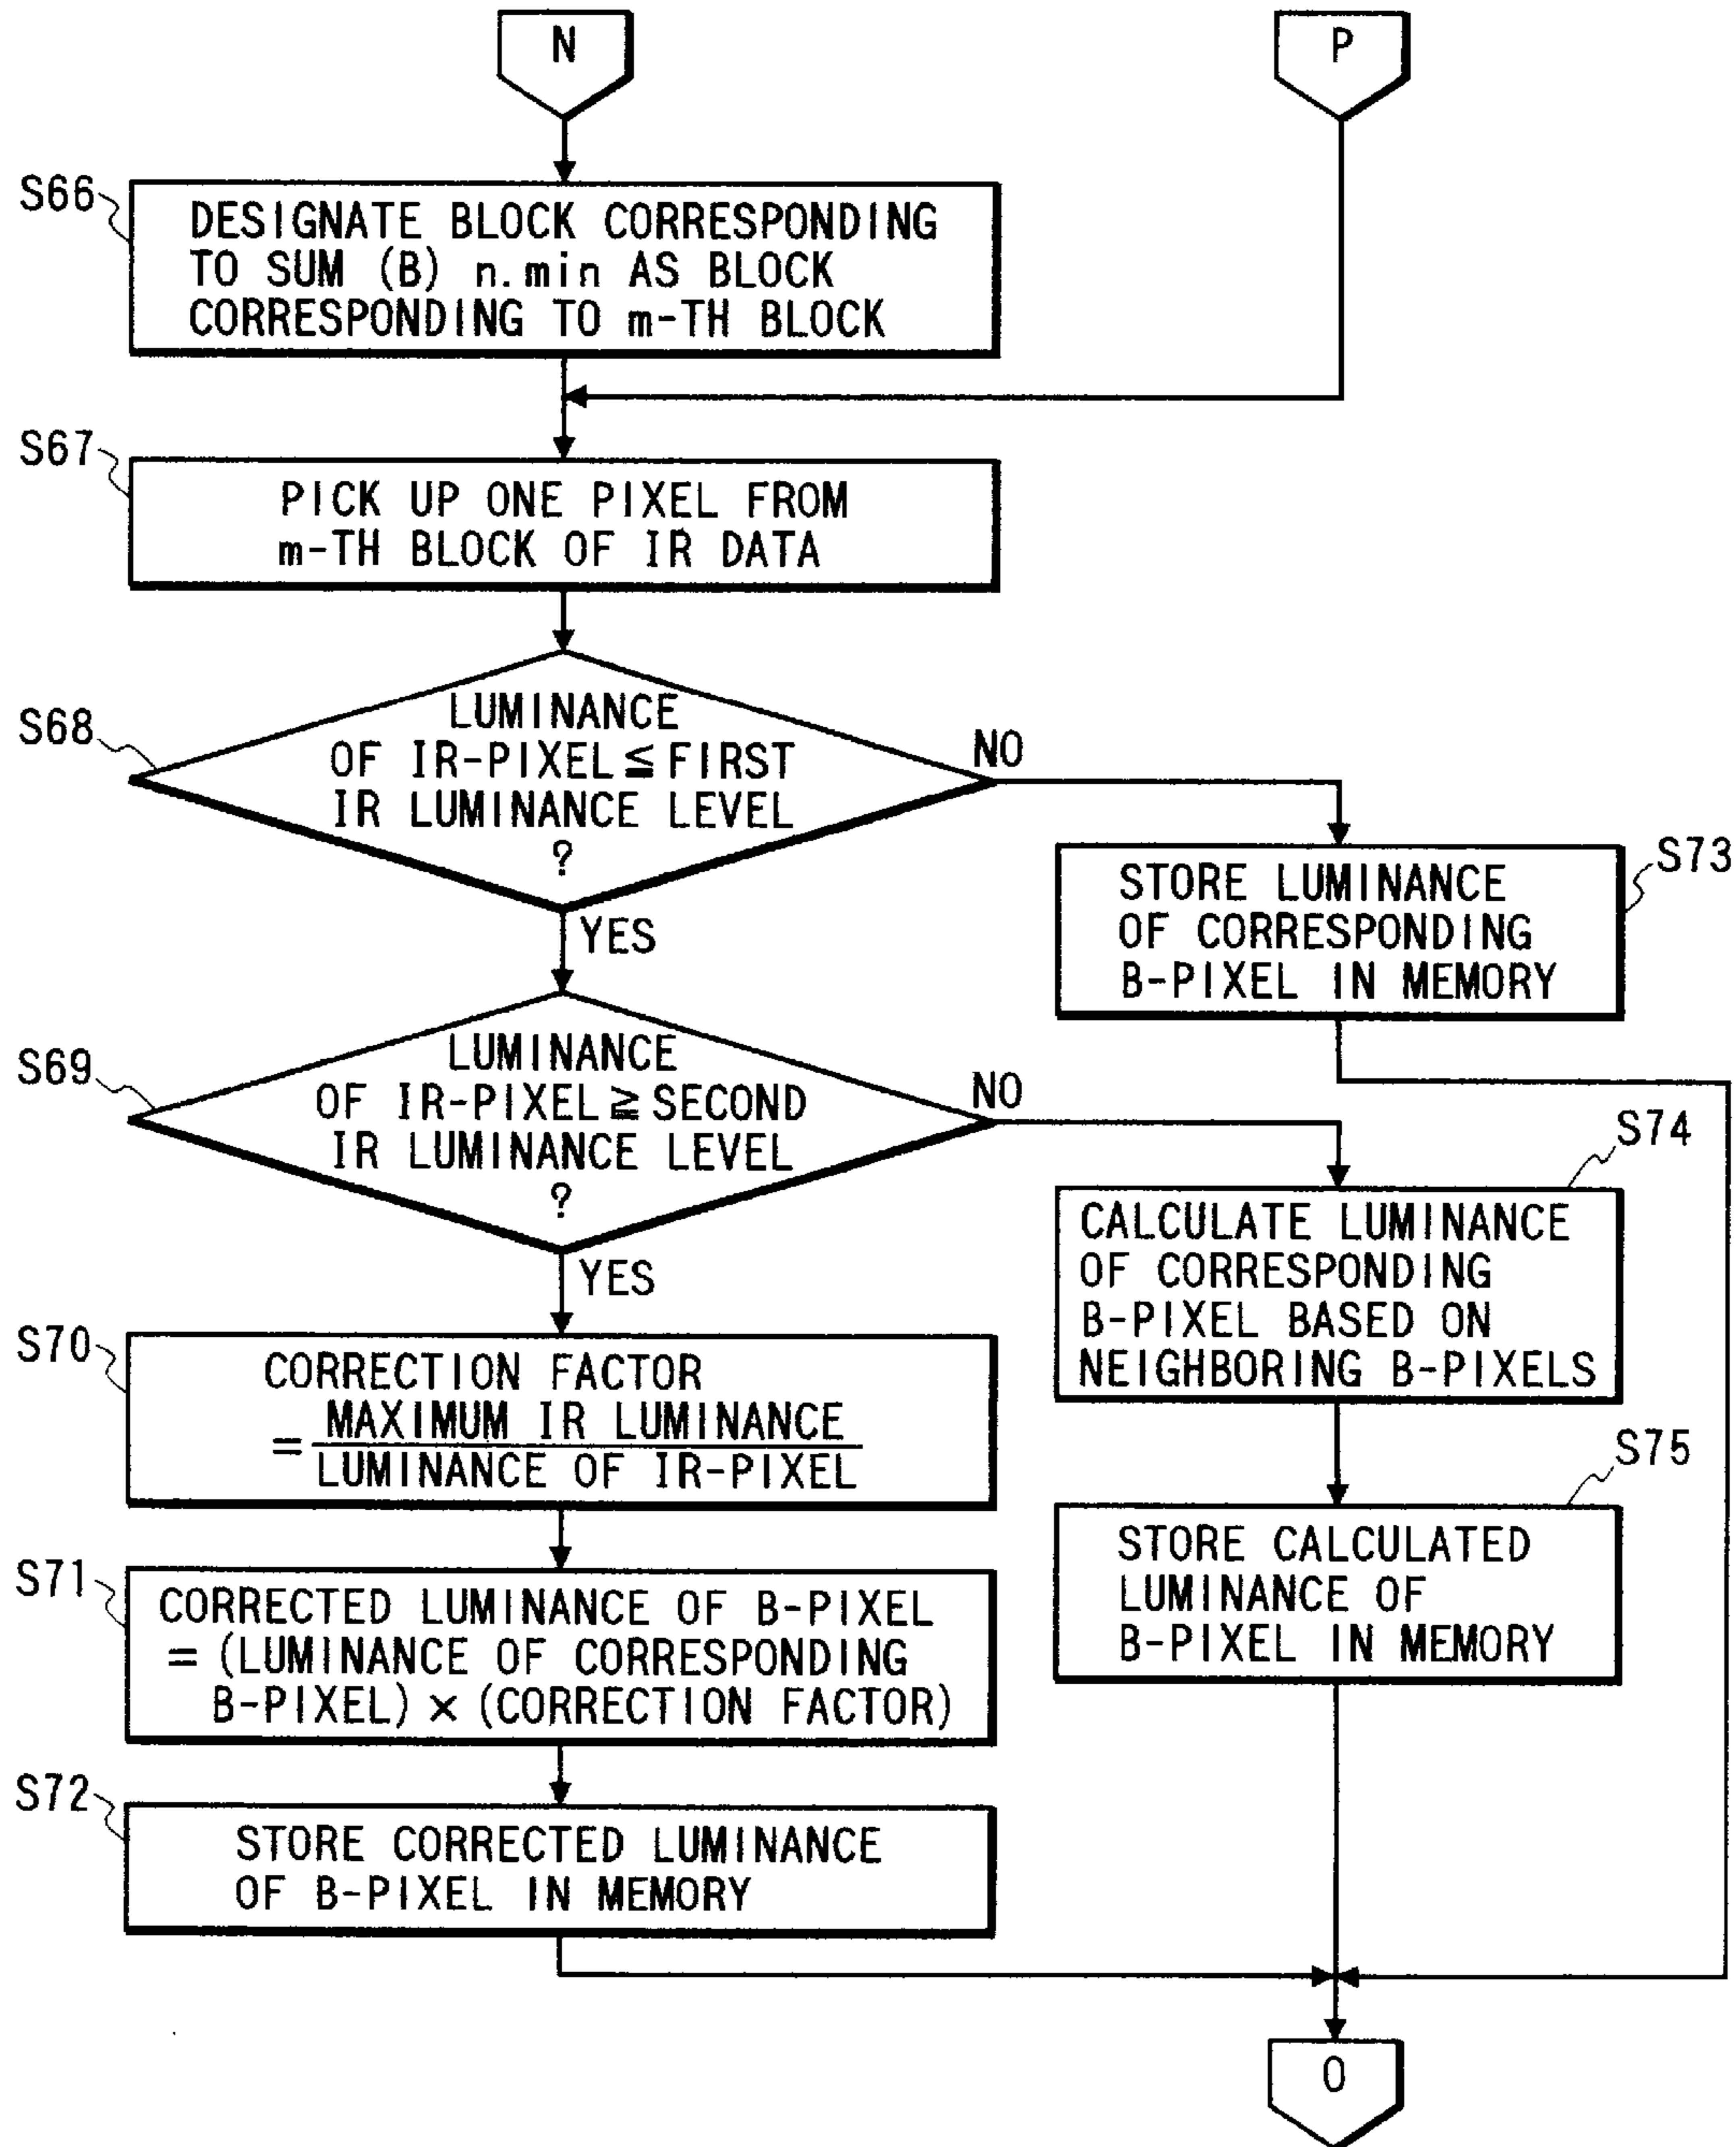 N
P
S66
DESIGNATE BLOCK CORRESPONDING
TO SUM (B) n.min AS BLOCK
CORRESPONDING TO m-TH BLOCK
S67
PICK UP ONE PIXEL FROM
m-TH BLOCK OF IR DATA
S68
LUMINANCE
OF IR-PIXEL ≦ FIRST
IR LUMINANCE LEVEL
?
NO
YES
S73
STORE LUMINANCE
OF CORRESPONDING
B-PIXEL IN MEMORY
S69
LUMINANCE
OF IR-PIXEL ≧ SECOND
IR LUMINANCE LEVEL
?
NO
YES
S74
CALCULATE LUMINANCE
OF CORRESPONDING
B-PIXEL BASED ON
NEIGHBORING B-PIXELS
S70
CORRECTION FACTOR
= MAXIMUM IR LUMINANCE
LUMINANCE OF IR-PIXEL
S75
STORE CALCULATED
LUMINANCE OF
B-PIXEL IN MEMORY
S71
CORRECTED LUMINANCE OF B-PIXEL
= (LUMINANCE OF CORRESPONDING
B-PIXEL) × (CORRECTION FACTOR)
S72
STORE CORRECTED LUMINANCE
OF B-PIXEL IN MEMORY
O